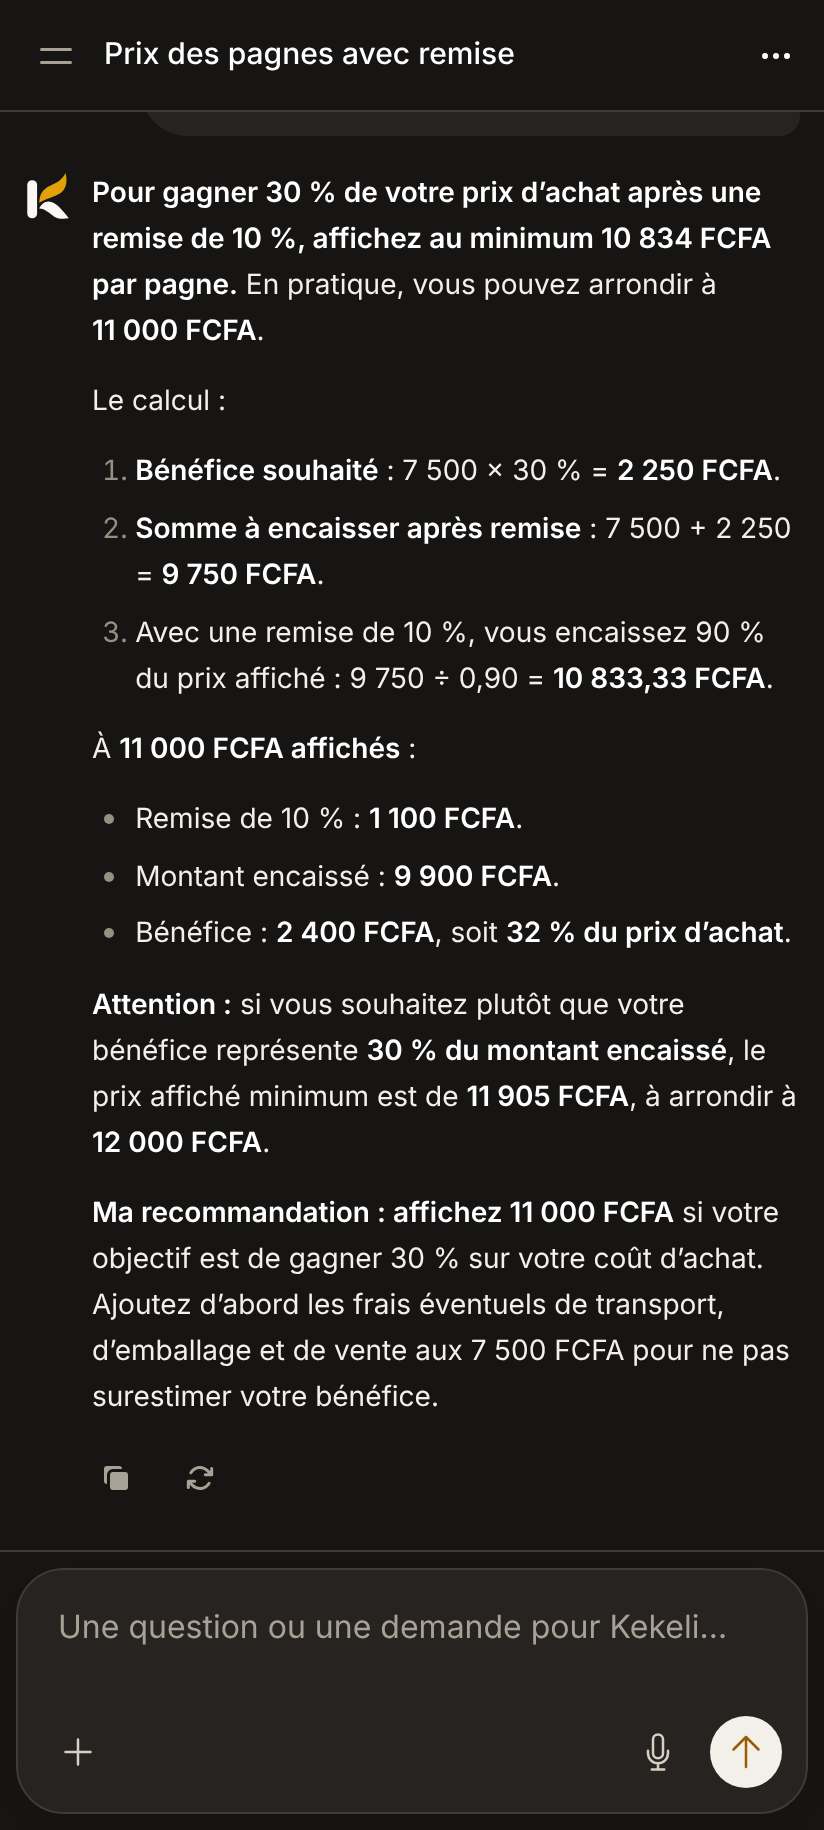 Prix des pagnes avec remise
Pour gagner 30 % de votre prix d’achat après une
remise de 10 %, affichez au minimum 10 834 FCFA
par pagne. En pratique, vous pouvez arrondir à
11 000 FCFA.
Le calcul :
1. Bénéfice souhaité : 7 500 × 30 % = 2 250 FCFA.
2. Somme à encaisser après remise : 7 500 + 2 250
= 9 750 FCFA.
3. Avec une remise de 10 %, vous encaissez 90 %
du prix affiché : 9 750 ÷ 0,90 = 10 833,33 FCFA.
À 11 000 FCFA affichés :
• Remise de 10 % : 1 100 FCFA.
• Montant encaissé : 9 900 FCFA.
• Bénéfice : 2 400 FCFA, soit 32 % du prix d’achat.
Attention : si vous souhaitez plutôt que votre
bénéfice représente 30 % du montant encaissé, le
prix affiché minimum est de 11 905 FCFA, à arrondir à
12 000 FCFA.
Ma recommandation : affichez 11 000 FCFA si votre
objectif est de gagner 30 % sur votre coût d’achat.
Ajoutez d’abord les frais éventuels de transport,
d’emballage et de vente aux 7 500 FCFA pour ne pas
surestimer votre bénéfice.
Une question ou une demande pour Kekeli...